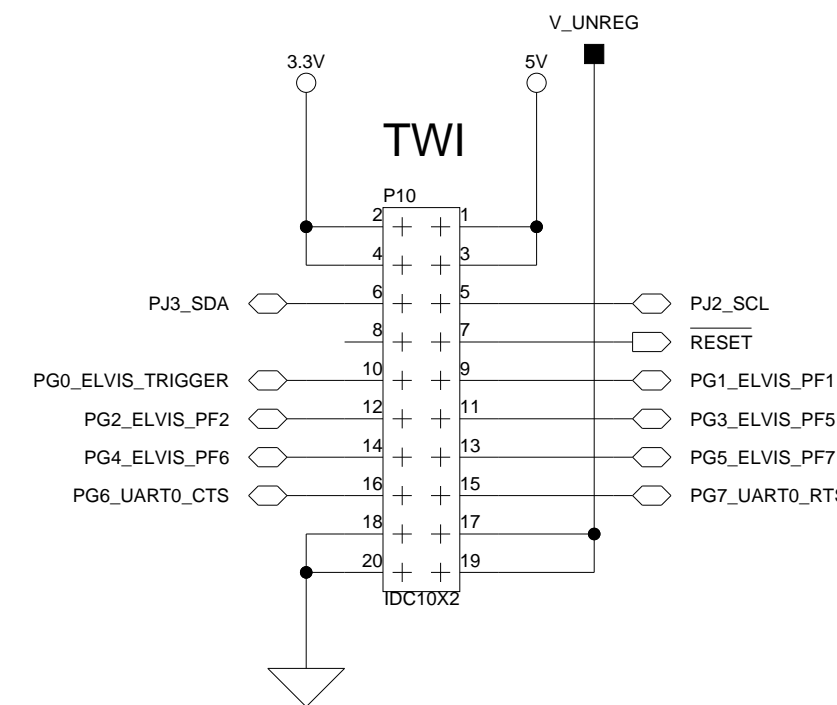 V_UNREG
3.3V 5V
TWI
P10
2 1
4 3
PJ3_SDA 6 5 PJ2_SCL
8 7 RESET
PG0_ELVIS_TRIGGER 10 9 PG1_ELVIS_PF1
PG2_ELVIS_PF2 12 11 PG3_ELVIS_PF5
PG4_ELVIS_PF6 14 13 PG5_ELVIS_PF7
PG6_UART0_CTS 16 15 PG7_UART0_RTS
18 17
20 19
IDC10X2